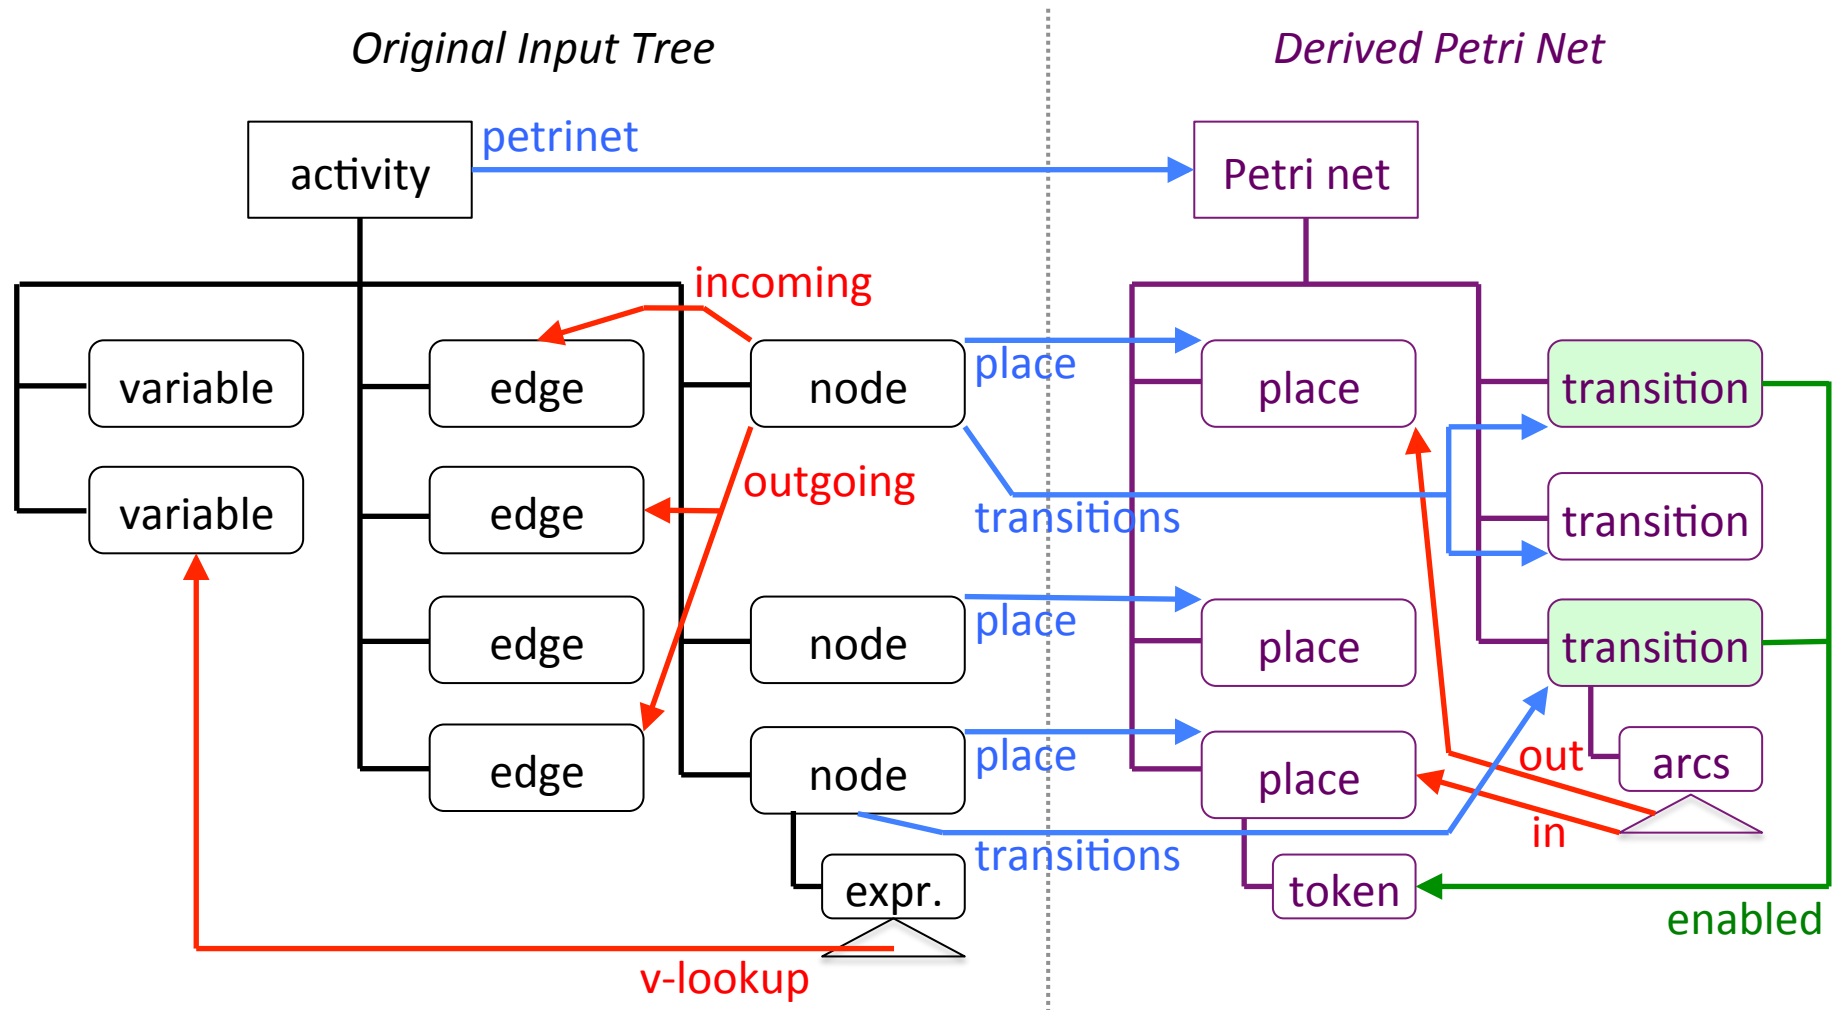 Original Input Tree
Derived Petri Net
activity
petrinet
Petri net
incoming
variable
edge
node
place
place
transition
variable
edge
outgoing
transitions
transition
edge
node
place
place
transition
edge
node
place
place
out
arcs
in
transitions
expr.
token
enabled
v-lookup